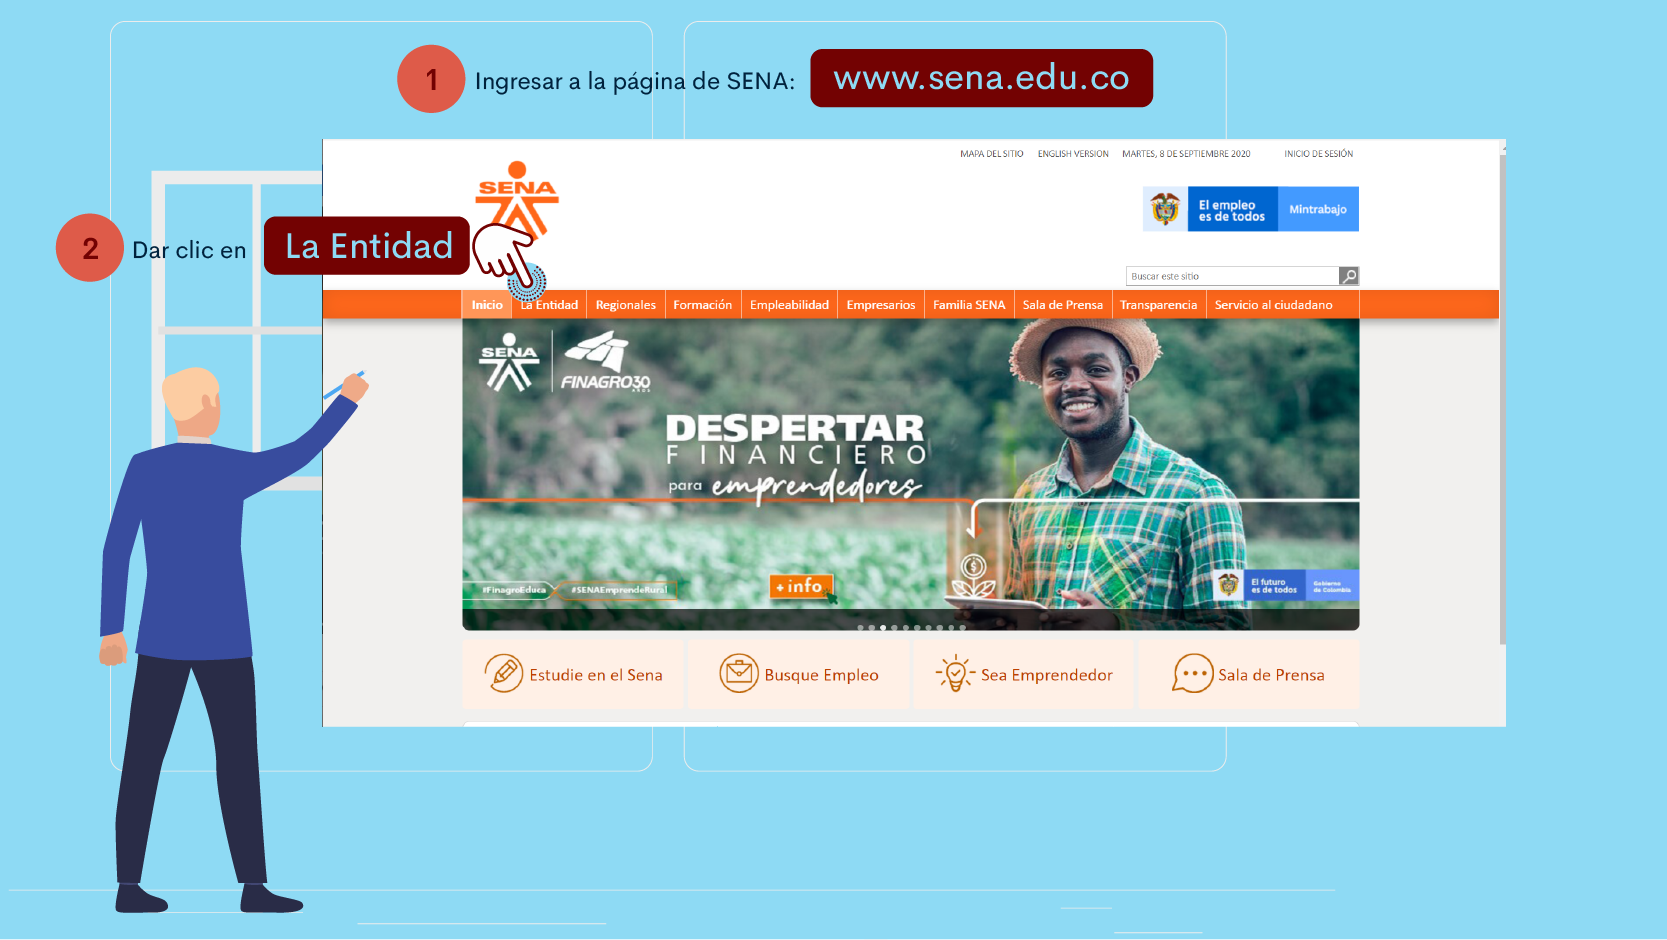 1 Ingresar a la página de SENA: www.sena.edu.co
MAPA DEL SITIO ENGLISH VERSION MARTES, 8 DE SEPTIEMBRE 2020 INICIO DE SESIÓN
SENA
El empleo
es de todos
Mintrabajo
2 Dar clic en La Entidad
Buscar este sitio
Inicio La Entidad Regionales Formación Empleabilidad Empresarios Familia SENA Sala de Prensa Transparencia Servicio al ciudadano
SENA
FINAGRO30
AÑOS
DESPERTAR
FINANCIERO
para emprendedores
#FinagroEduca #SENAEmprendeRural
+ info
El futuro
es de todos
Gobierno
de Colombia
Estudie en el Sena Busque Empleo Sea Emprendedor Sala de Prensa